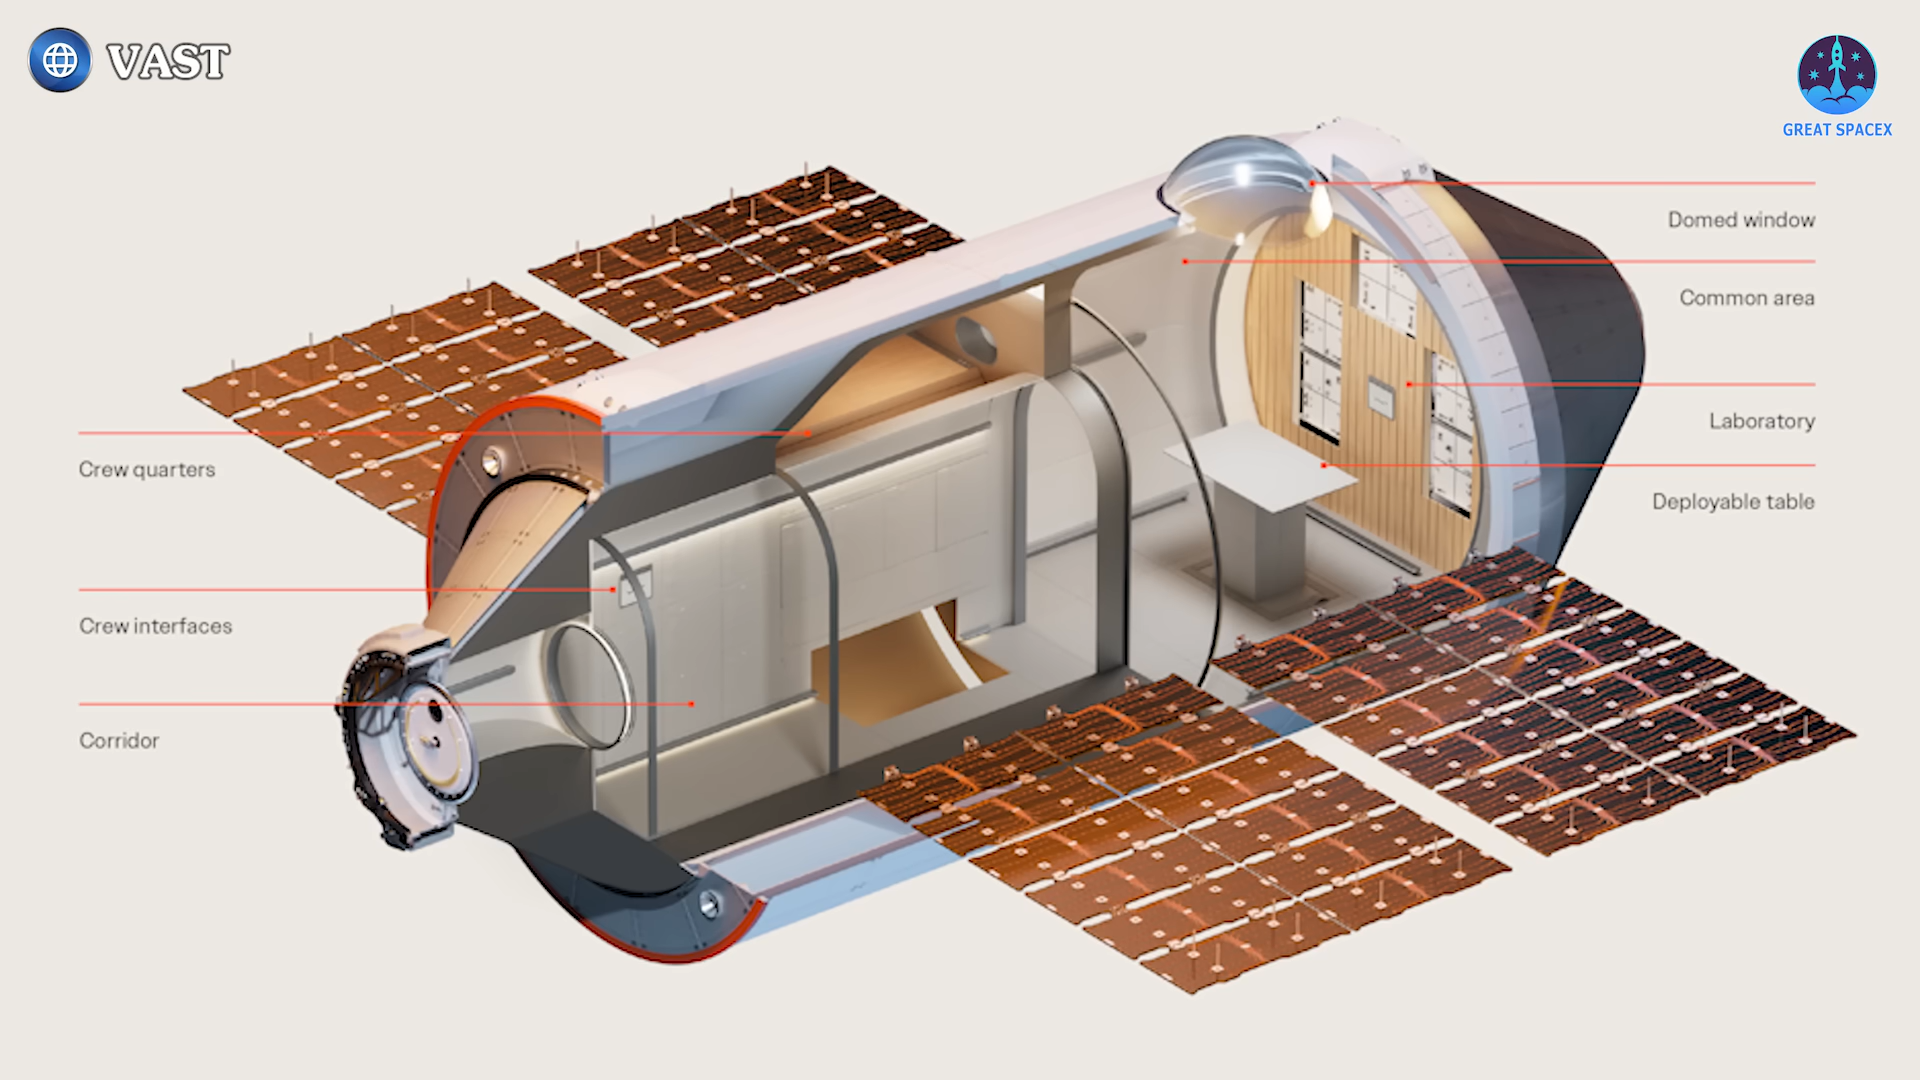 VAST
GREAT SPACEX
Domed window
Common area
Laboratory
Deployable table
Crew quarters
Crew interfaces
Corridor